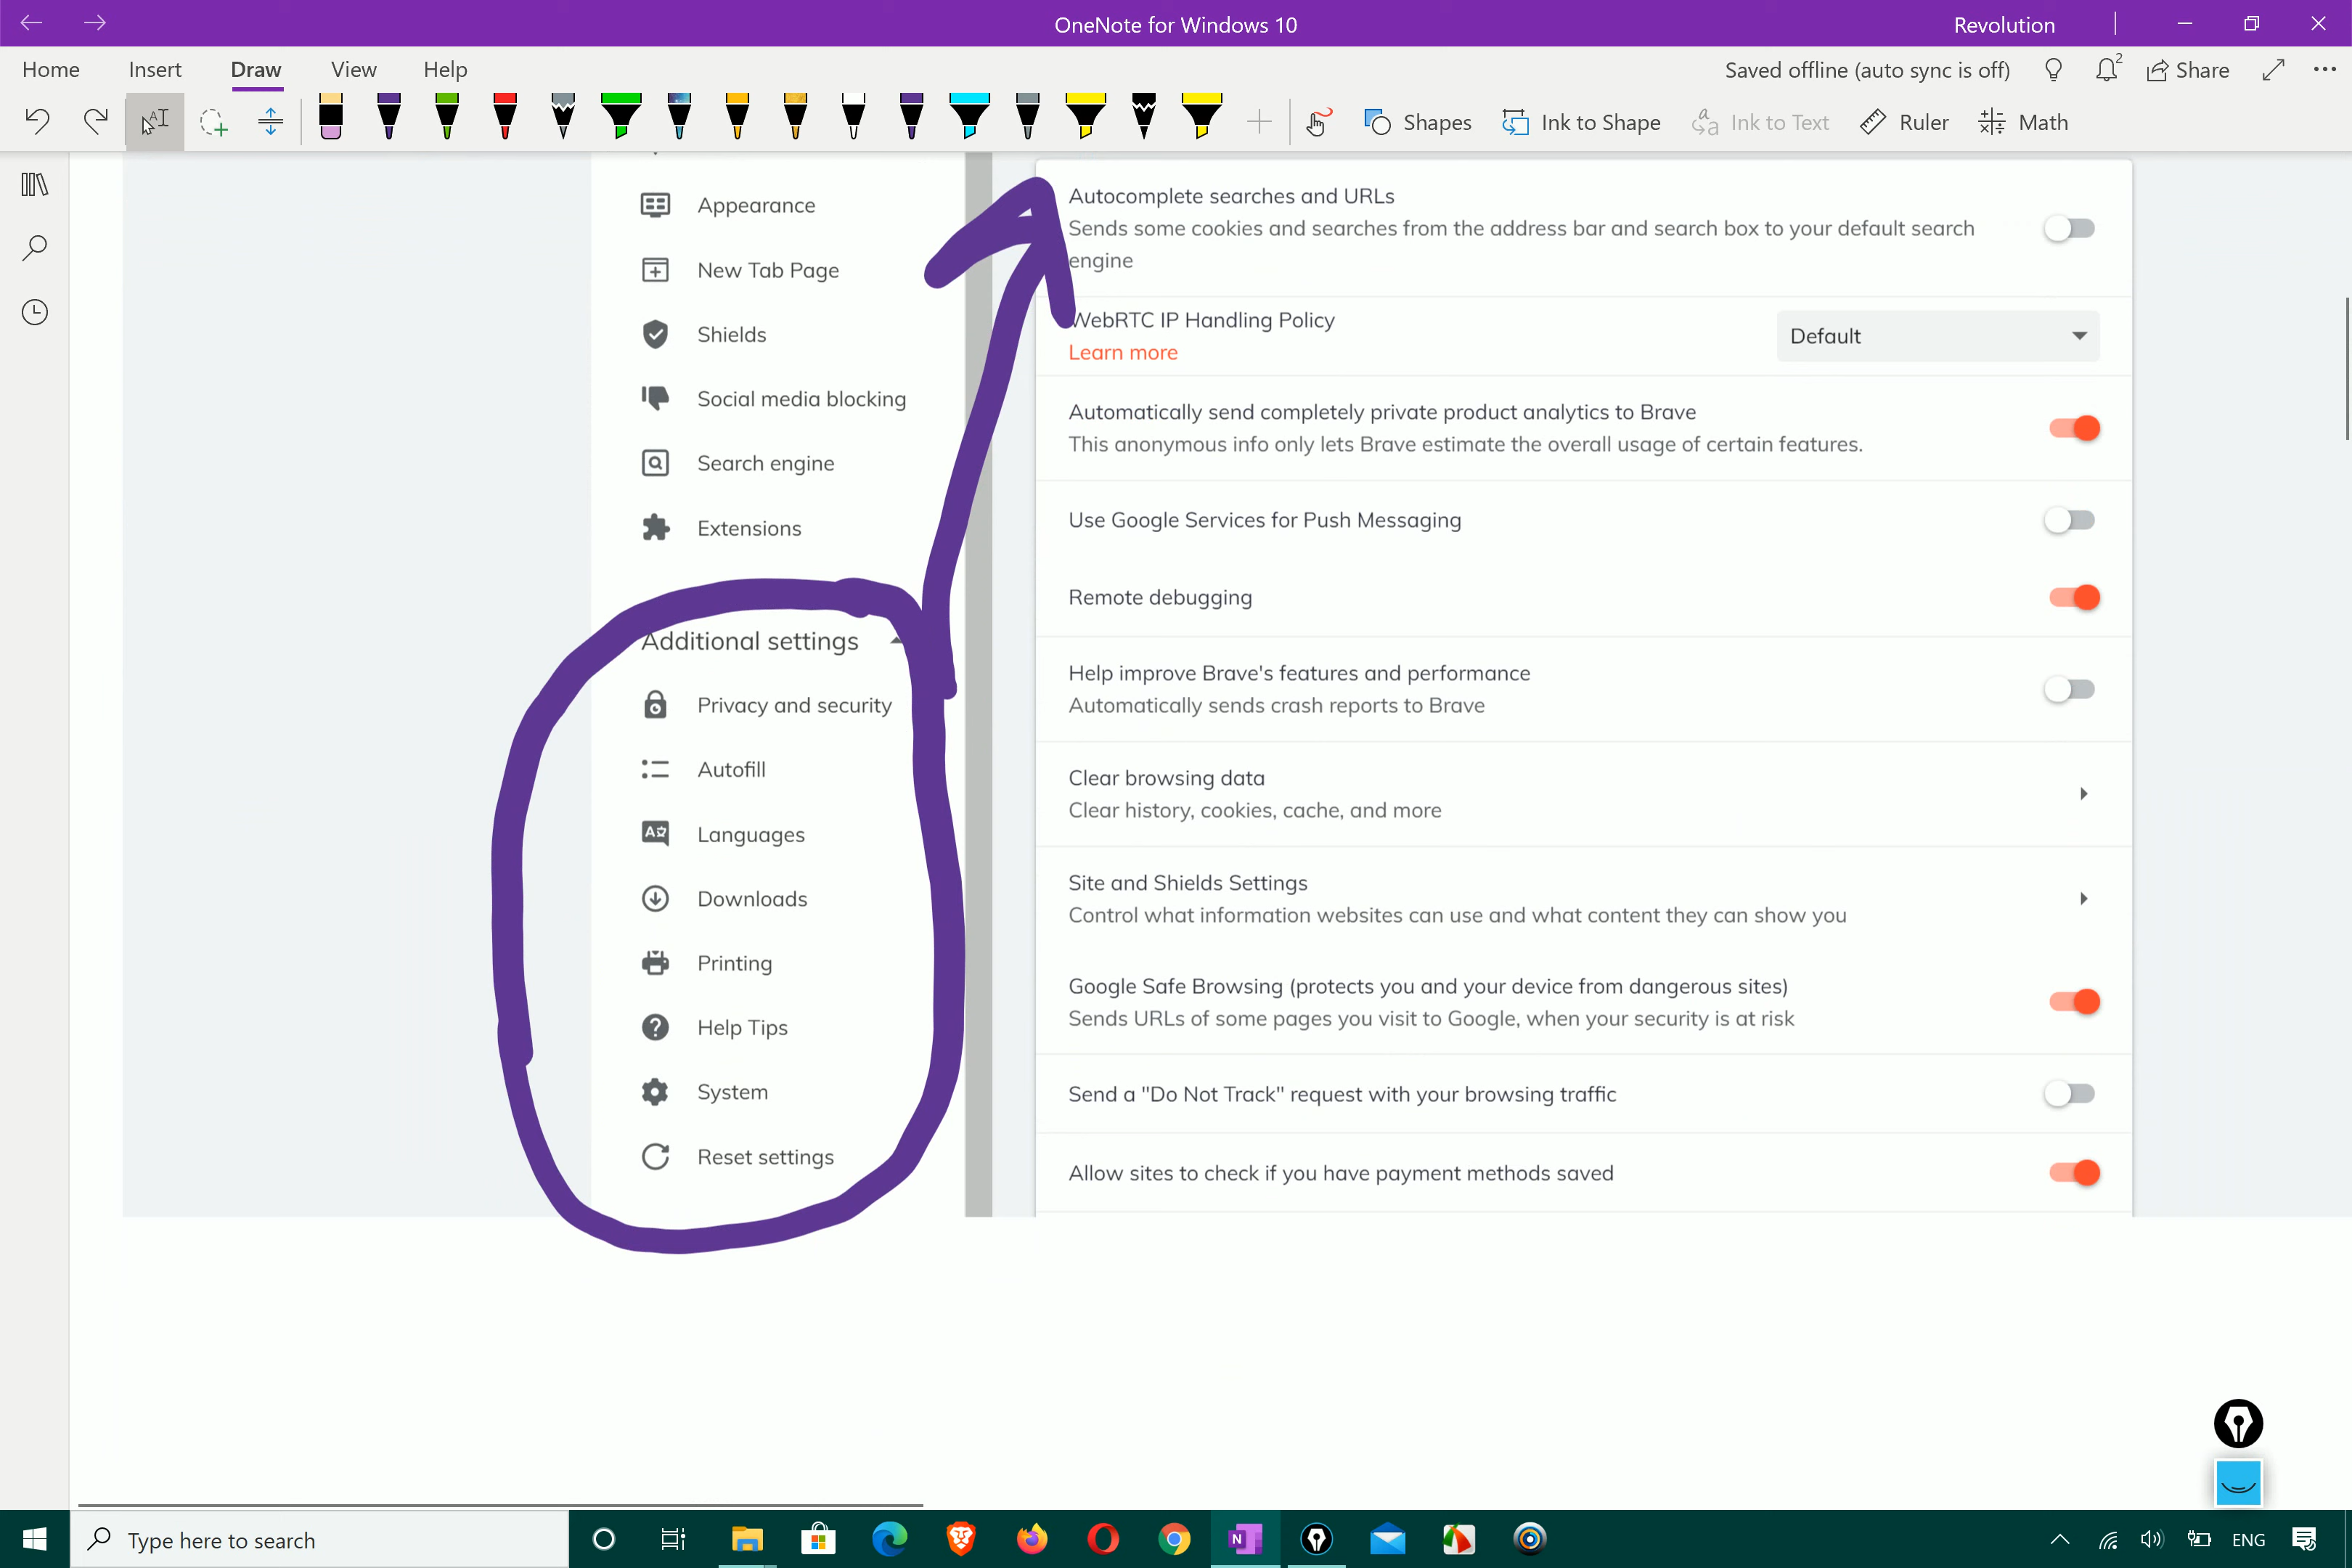 OneNote for Windows 10
Revolution
Home Insert Draw View Help
Saved offline (auto sync is off)
2
Share
Shapes
Ink to Shape
Ink to Text
Ruler
Math
Appearance
New Tab Page
Shields
Social media blocking
Search engine
Extensions
Additional settings
Privacy and security
Autofill
Languages
Downloads
Printing
Help Tips
System
Reset settings
Autocomplete searches and URLs
Sends some cookies and searches from the address bar and search box to your default search
engine
WebRTC IP Handling Policy
Learn more
Default
Automatically send completely private product analytics to Brave
This anonymous info only lets Brave estimate the overall usage of certain features.
Use Google Services for Push Messaging
Remote debugging
Help improve Brave's features and performance
Automatically sends crash reports to Brave
Clear browsing data
Clear history, cookies, cache, and more
Site and Shields Settings
Control what information websites can use and what content they can show you
Google Safe Browsing (protects you and your device from dangerous sites)
Sends URLs of some pages you visit to Google, when your security is at risk
Send a "Do Not Track" request with your browsing traffic
Allow sites to check if you have payment methods saved
Type here to search
ENG